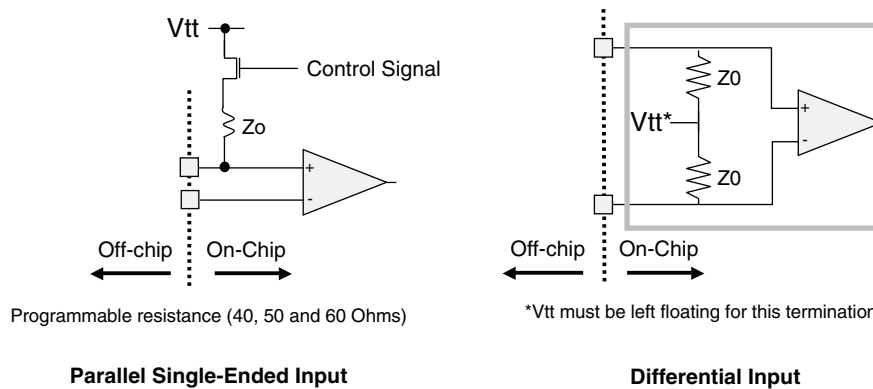 Vtt
Control Signal
Zo
+
-
Off-chip
On-Chip
Programmable resistance (40, 50 and 60 Ohms)
Parallel Single-Ended Input
Z0
Vtt*
+
-
Z0
Off-chip
On-Chip
*Vtt must be left floating for this termination
Differential Input